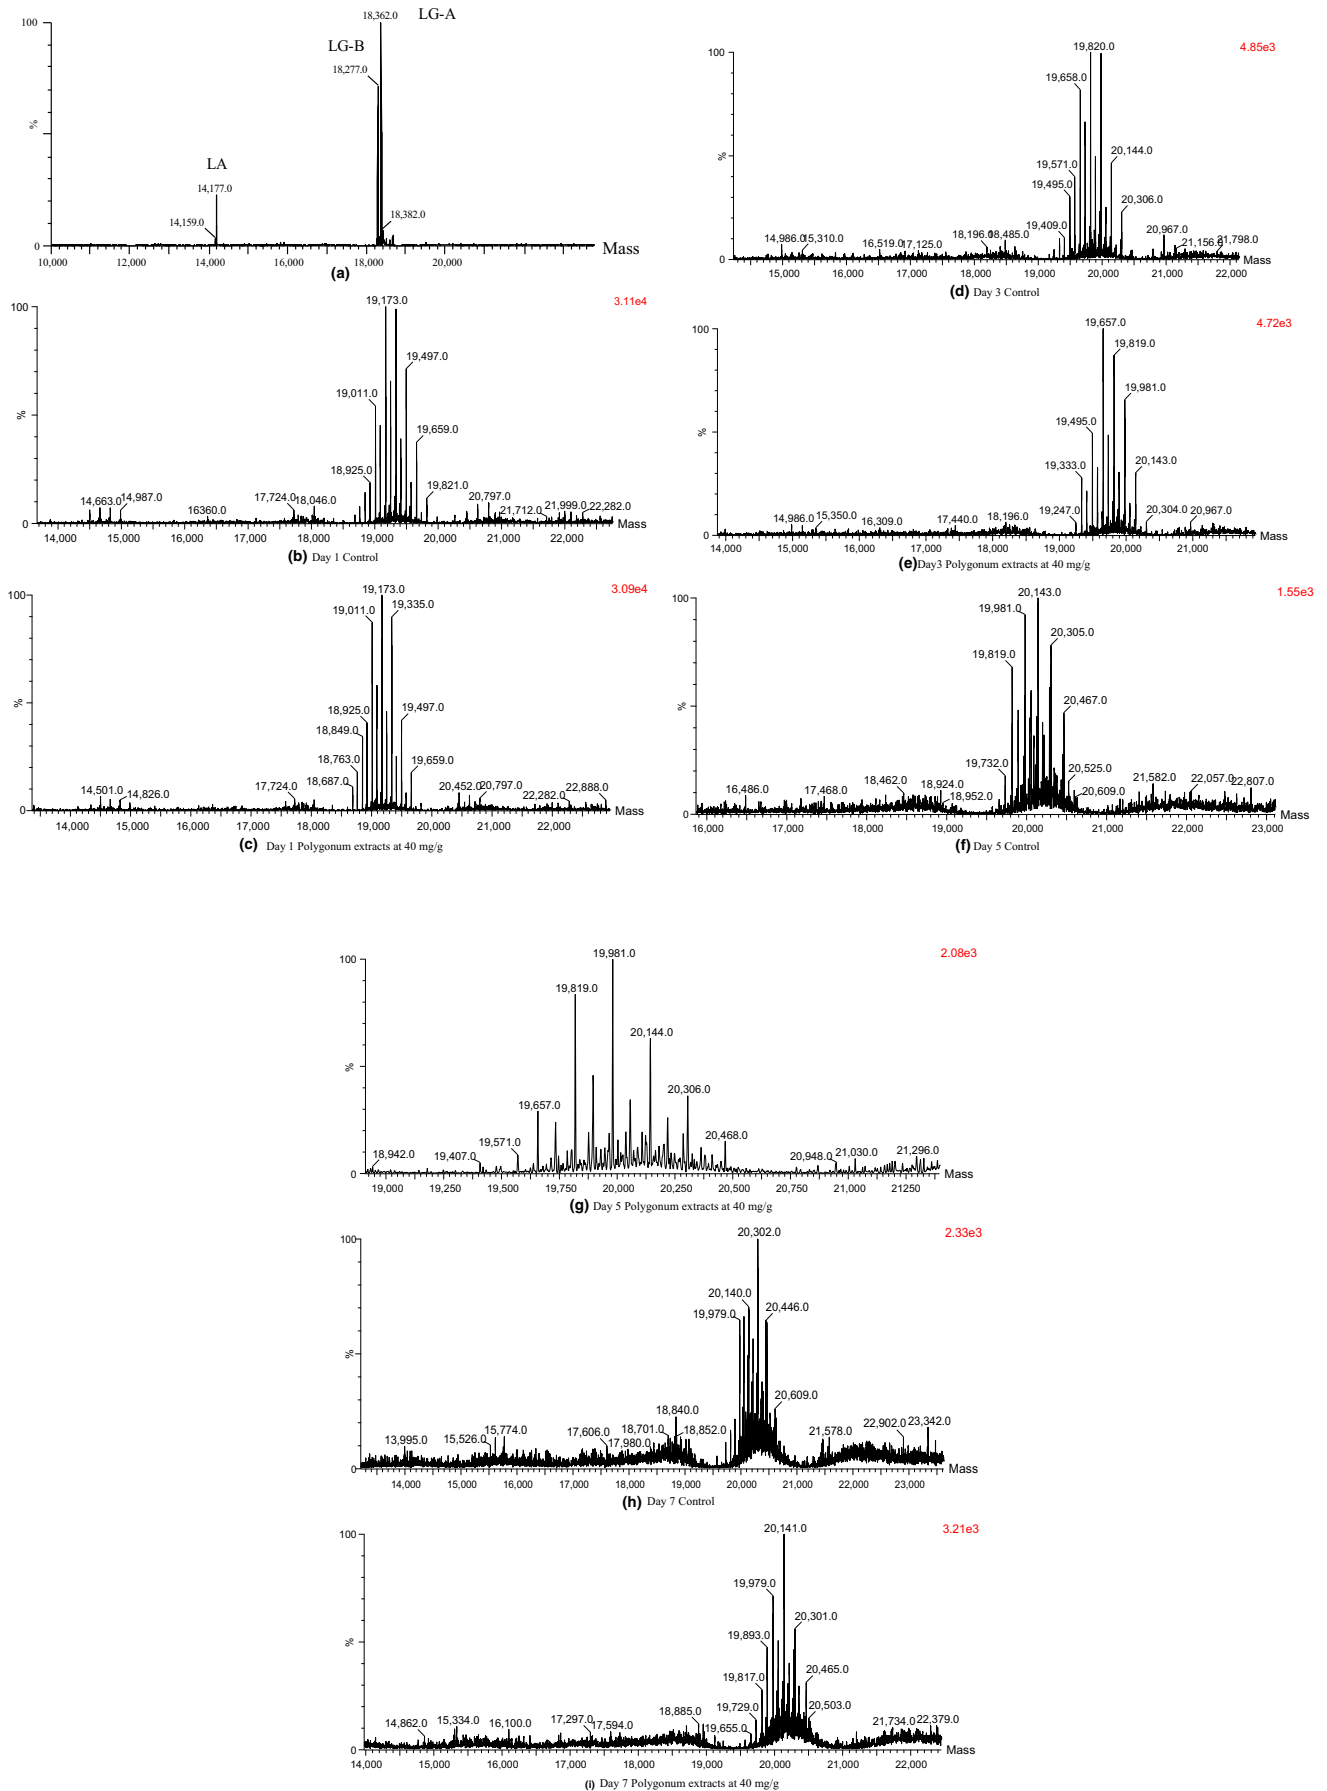 100
%
0
LG-B
18,362.0
LG-A
18,277.0
LA
14,177.0
14,159.0
18,382.0
10,000 12,000 14,000 16,000 18,000 20,000
Mass
(a)
3.11e4
100
%
0
19,173.0
19,497.0
19,011.0
19,659.0
18,925.0
19,821.0
14,663.0 14,987.0 16360.0 17,724.0 18,046.0 20,797.0 21,712.0 21,999.0 22,282.0
14,000 15,000 16,000 17,000 18,000 19,000 20,000 21,000 22,000
Mass
(b) Day 1 Control
3.09e4
100
%
0
19,173.0
19,011.0 19,335.0
18,925.0 19,497.0
18,849.0
18,763.0 19,659.0
18,687.0
14,501.0 14,826.0 17,724.0 20,452.0 20,797.0 22,282.0 22,888.0
14,000 15,000 16,000 17,000 18,000 19,000 20,000 21,000 22,000
Mass
(c) Day 1 Polygonum extracts at 40 mg/g
4.85e3
100
%
0
19,820.0
19,658.0
20,144.0
19,571.0
19,495.0
20,306.0
19,409.0
14,986.0 15,310.0 16,519.0 17,125.0 18,196.0 18,485.0 20,967.0 21,156.0 21,798.0
15,000 16,000 17,000 18,000 19,000 20,000 21,000 22,000
Mass
(d) Day 3 Control
4.72e3
100
%
0
19,657.0
19,819.0
19,981.0
19,495.0
20,143.0
19,333.0
19,247.0 20,304.0 20,967.0
14,986.0 15,350.0 16,309.0 17,440.0 18,196.0
14,000 15,000 16,000 17,000 18,000 19,000 20,000 21,000
Mass
(e) Day3 Polygonum extracts at 40 mg/g
1.55e3
100
%
0
20,143.0
19,981.0
20,305.0
19,819.0
20,467.0
19,732.0
20,525.0
20,609.0
16,486.0 17,468.0 18,462.0 18,924.0 18,952.0 21,582.0 22,057.0 22,807.0
16,000 17,000 18,000 19,000 20,000 21,000 22,000 23,000
Mass
(f) Day 5 Control
2.08e3
100
%
0
19,981.0
19,819.0
20,144.0
20,306.0
19,657.0
20,468.0
19,571.0
18,942.0 19,407.0 20,948.0 21,030.0 21,296.0
19,000 19,250 19,500 19,750 20,000 20,250 20,500 20,750 21,000 21250
Mass
(g) Day 5 Polygonum extracts at 40 mg/g
2.33e3
100
%
0
20,302.0
20,140.0
19,979.0 20,446.0
20,609.0
18,840.0
13,995.0 15,526.0 15,774.0 17,606.0 17,980.0 18,701.0 18,852.0 21,578.0 22,902.0 23,342.0
14,000 15,000 16,000 17,000 18,000 19,000 20,000 21,000 22,000 23,000
Mass
(h) Day 7 Control
3.21e3
100
%
0
20,141.0
19,979.0
20,301.0
19,893.0
19,817.0 20,465.0
19,729.0 20,503.0
19,655.0
14,862.0 15,334.0 16,100.0 17,297.0 17,594.0 18,885.0 21,734.0 22,379.0
14,000 15,000 16,000 17,000 18,000 19,000 20,000 21,000 22,000
Mass
(i) Day 7 Polygonum extracts at 40 mg/g